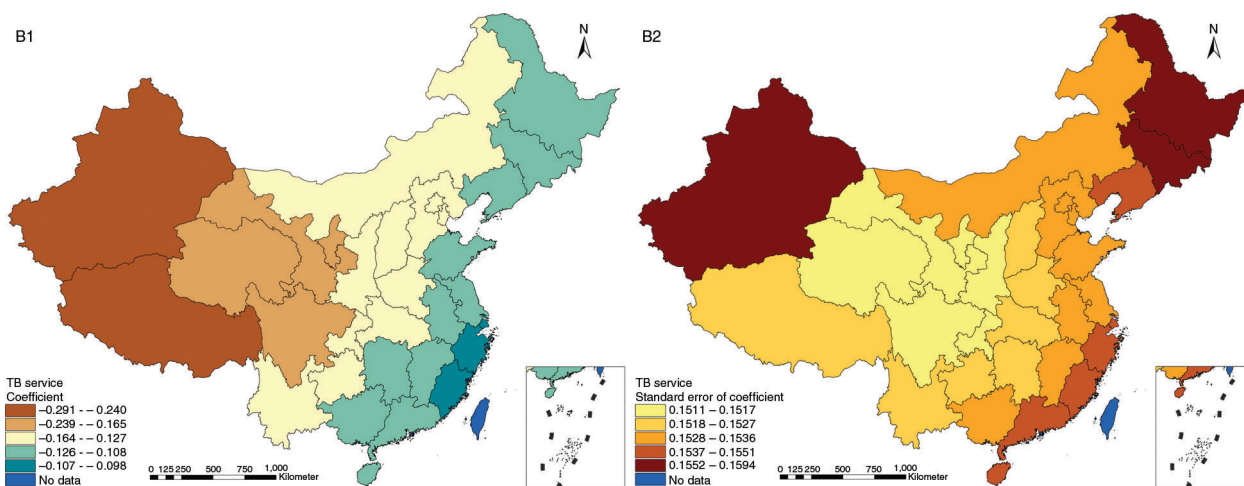 B1
N
TB service
Coefficient
−0.291 - − 0.240
−0.239 - − 0.165
−0.164 - − 0.127
−0.126 - − 0.108
−0.107 - − 0.098
No data
0 125 250 500 750 1,000
Kilometer
B2
N
TB service
Standard error of coefficient
0.1511 − 0.1517
0.1518 − 0.1527
0.1528 − 0.1536
0.1537 − 0.1551
0.1552 − 0.1594
No data
0 125 250 500 750 1,000
Kilometer